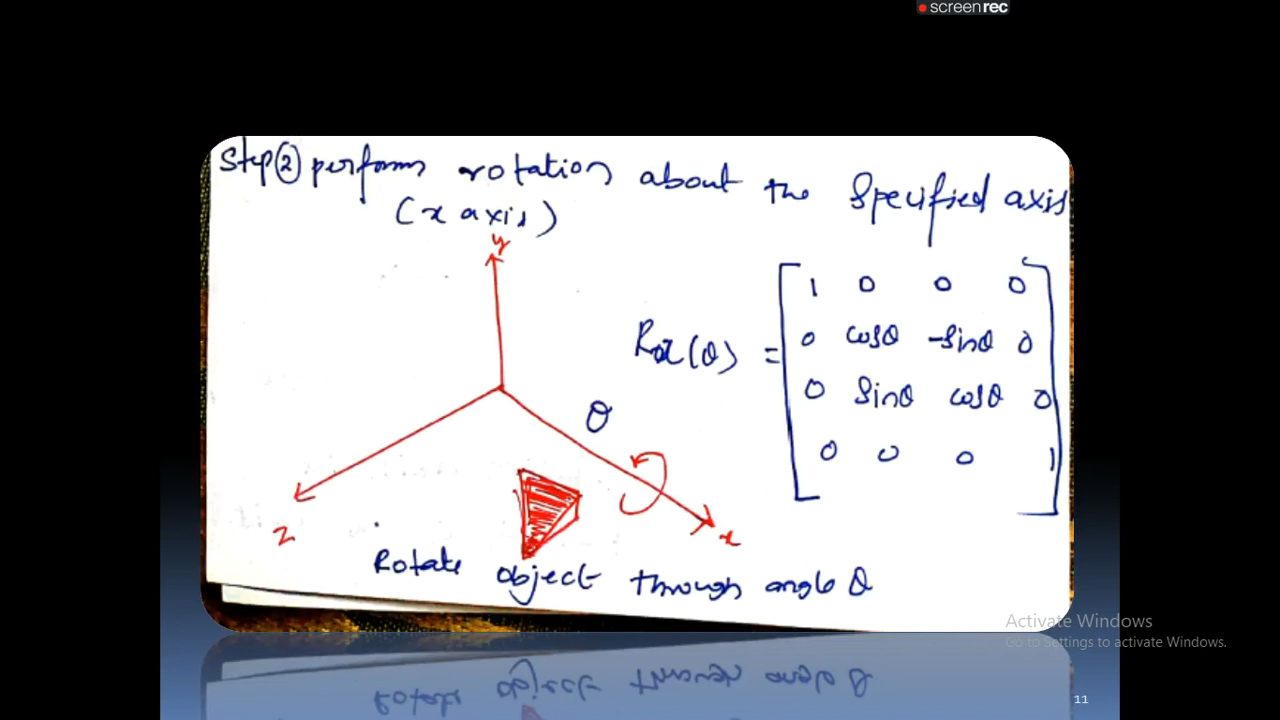 screenrec
Step 2 perform rotation about the Specified axis
(x axis)
y
Rx(θ) =
1 0 0 0
0 cosθ -sinθ 0
0 sinθ cosθ 0
0 0 0 1
θ
z
x
Rotate object through angle θ
Activate Windows
Go to Settings to activate Windows.
11